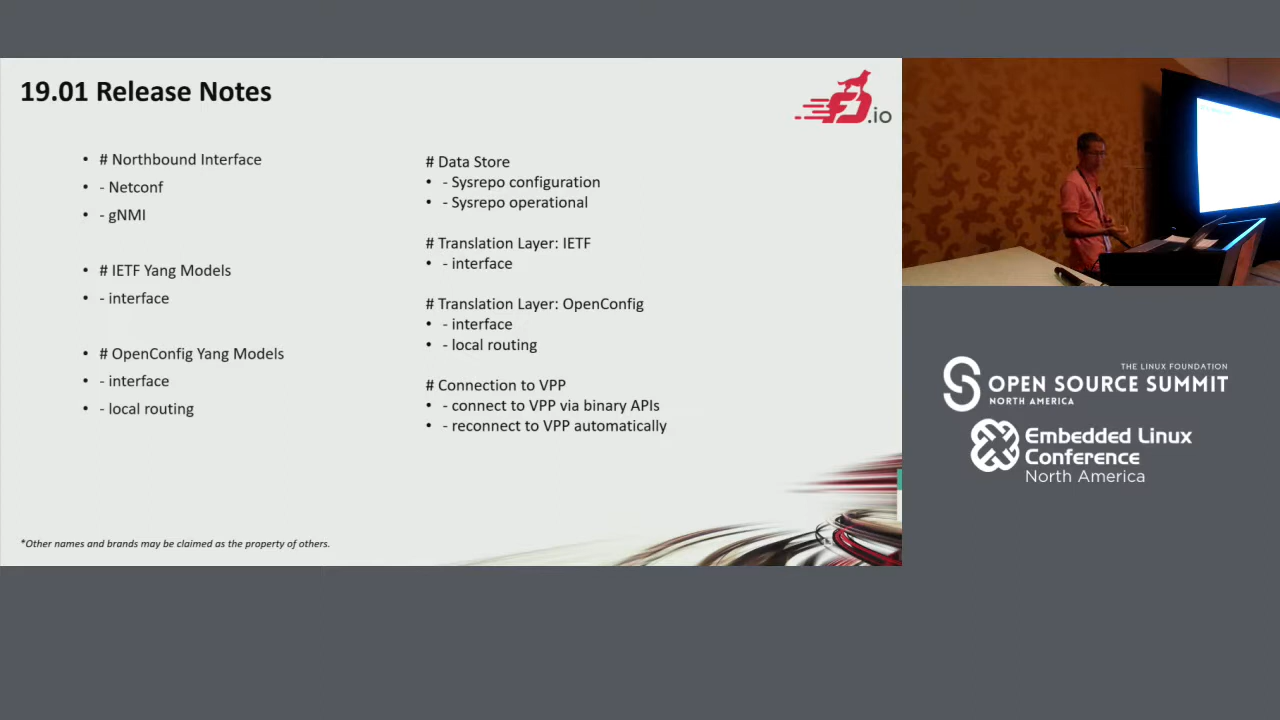 19.01 Release Notes
FD.io
• # Northbound Interface
• - Netconf
• - gNMI
• # IETF Yang Models
• - interface
• # OpenConfig Yang Models
• - interface
• - local routing
# Data Store
• - Sysrepo configuration
• - Sysrepo operational
# Translation Layer: IETF
• - interface
# Translation Layer: OpenConfig
• - interface
• - local routing
# Connection to VPP
• - connect to VPP via binary APIs
• - reconnect to VPP automatically
*Other names and brands may be claimed as the property of others.
THE LINUX FOUNDATION
OPEN SOURCE SUMMIT
NORTH AMERICA
Embedded Linux
Conference
North America